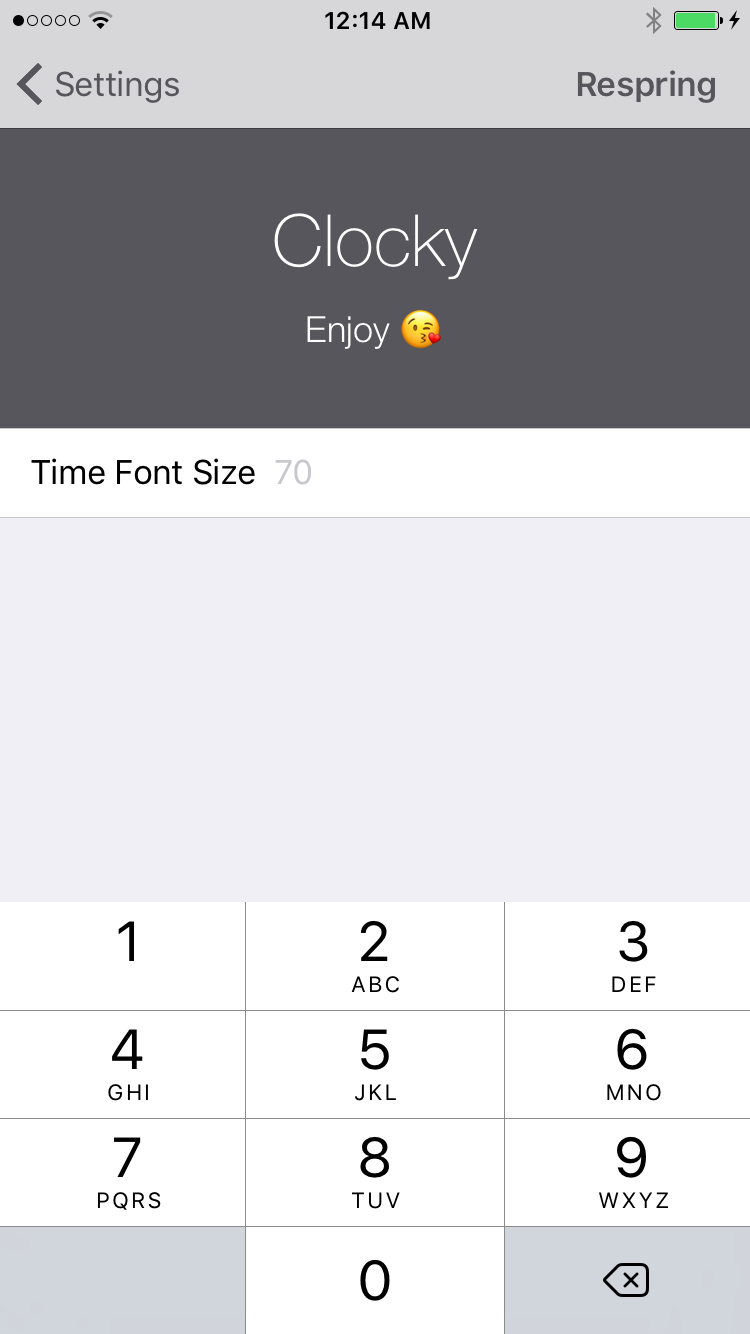 12:14 AM
Settings
Respring
Clocky
Enjoy 😘
Time Font Size 70
1
2
3
ABC
DEF
4
5
6
GHI
JKL
MNO
7
8
9
PQRS
TUV
WXYZ
0